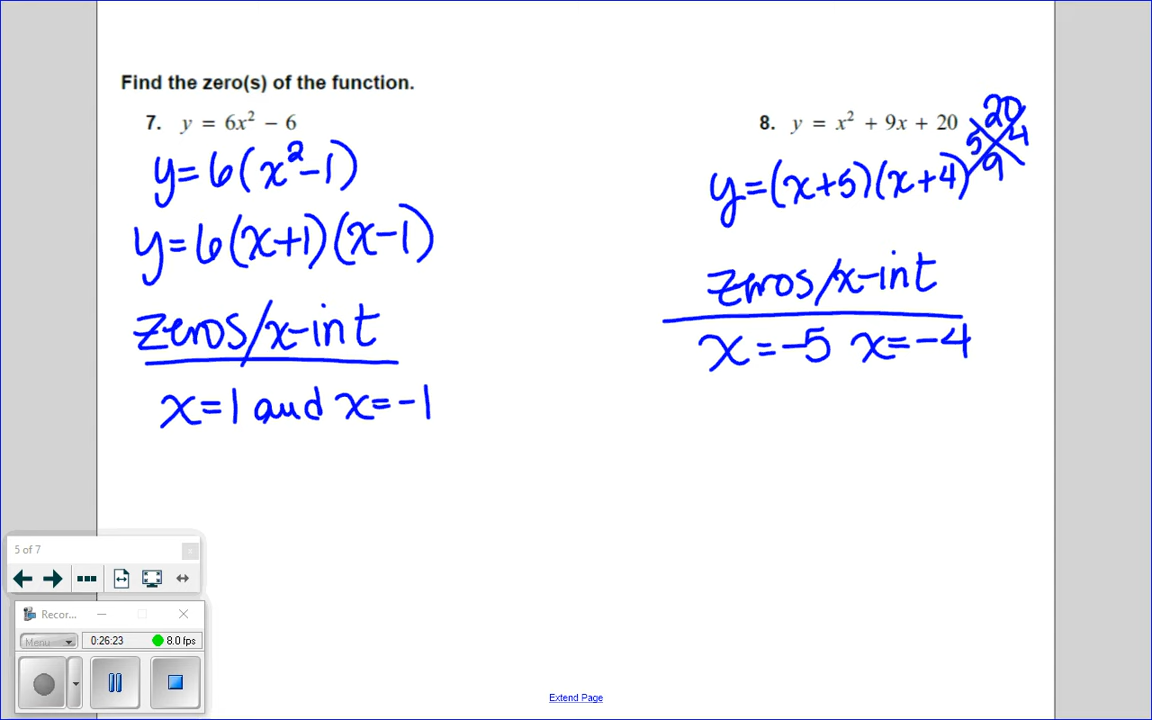 Find the zero(s) of the function.
7. y = 6x² − 6
y=6(x²-1)
y=6(x+1)(x-1)
zeros/x-int
x=1 and x=-1
8. y = x² + 9x + 20
20
5 4
9
y=(x+5)(x+4)
zeros/x-int
x=-5 x=-4
5 of 7
x
Recor...
Menu
0:26:23
8.0 fps
Extend Page